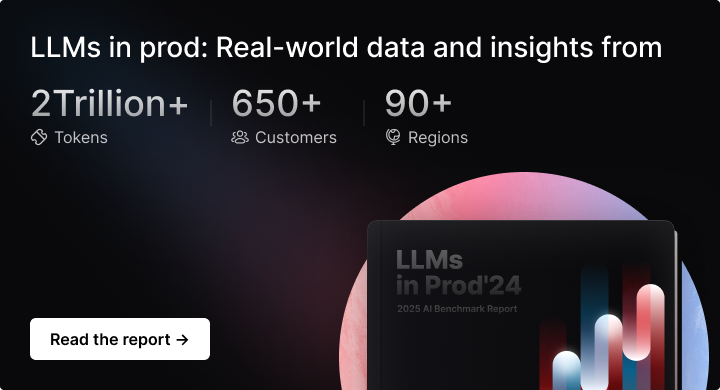 LLMs in prod: Real-world data and insights from
2Trillion+ 650+ 90+
Tokens Customers Regions
LLMs
in Prod'24
2025 AI Benchmark Report
Read the report →